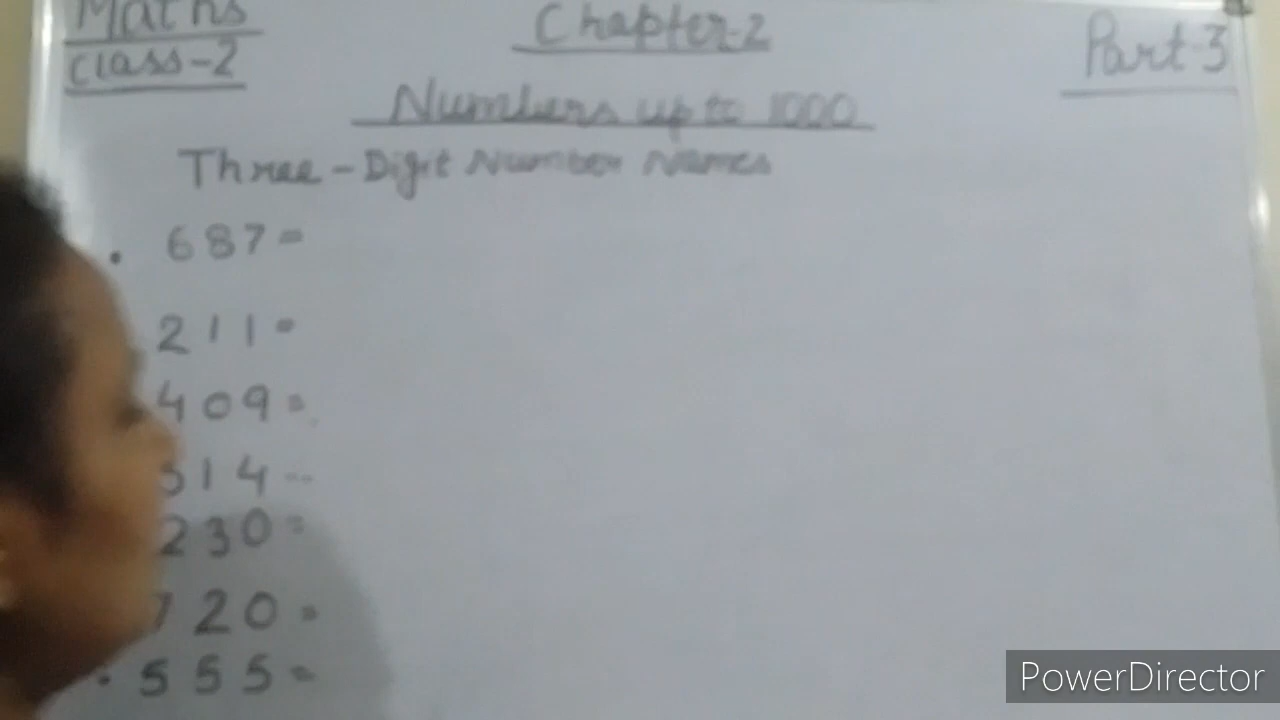 Maths
Class-2
Chapter-2
Part-3
Numbers up to 1000
Three-Digit Number Names
687=
211=
409=
14
230=
720=
555=
PowerDirector